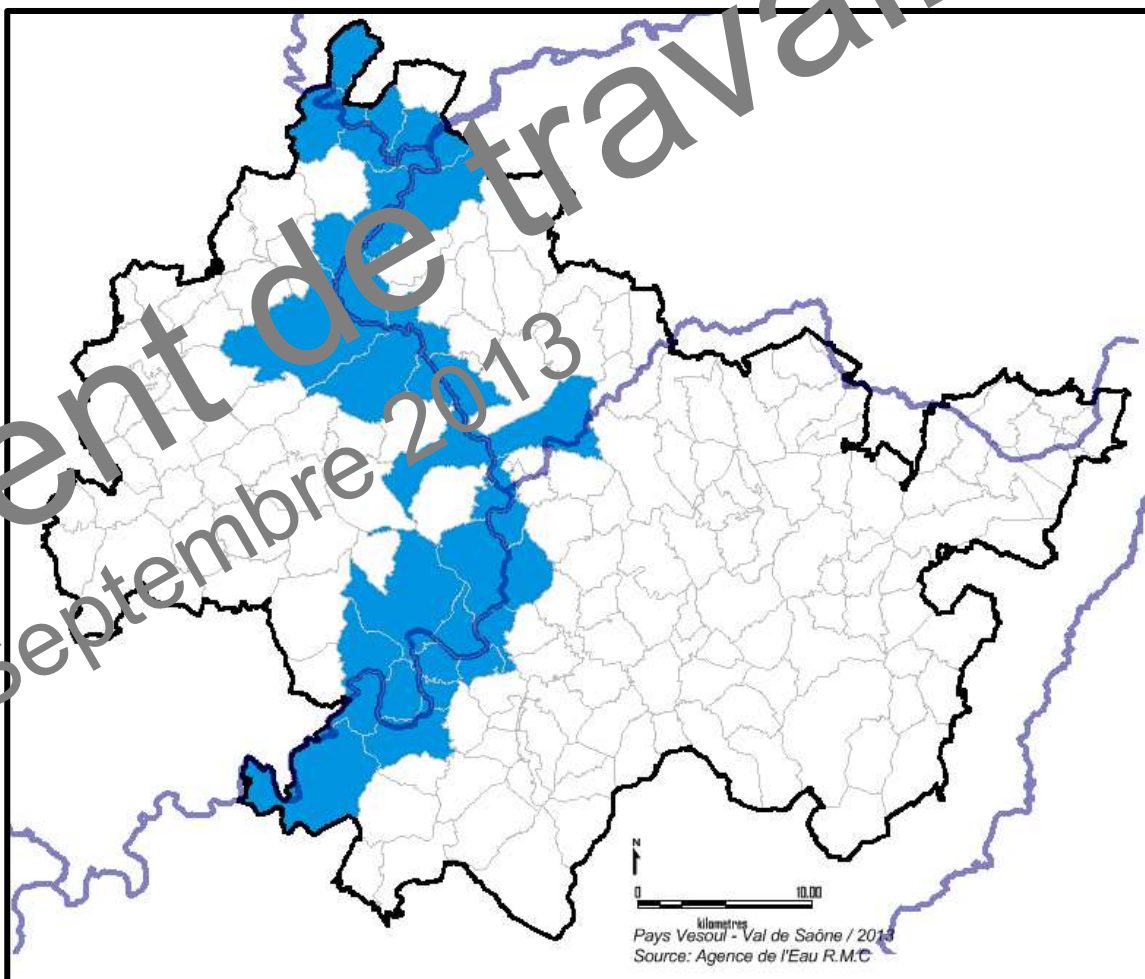 ent de travail
septembre 2013
N
0 10.00
kilometres
Pays Vesoul - Val de Saône / 2013
Source: Agence de l'Eau R.M.C